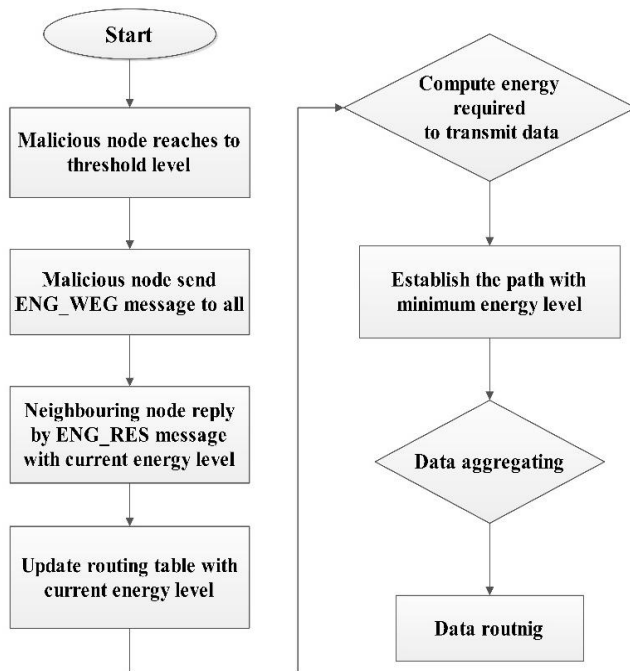 Start
Malicious node reaches to
threshold level
Malicious node send
ENG_WEG message to all
Neighbouring node reply
by ENG_RES message
with current energy level
Update routing table with
current energy level
Compute energy
required
to transmit data
Establish the path with
minimum energy level
Data aggregating
Data routnig